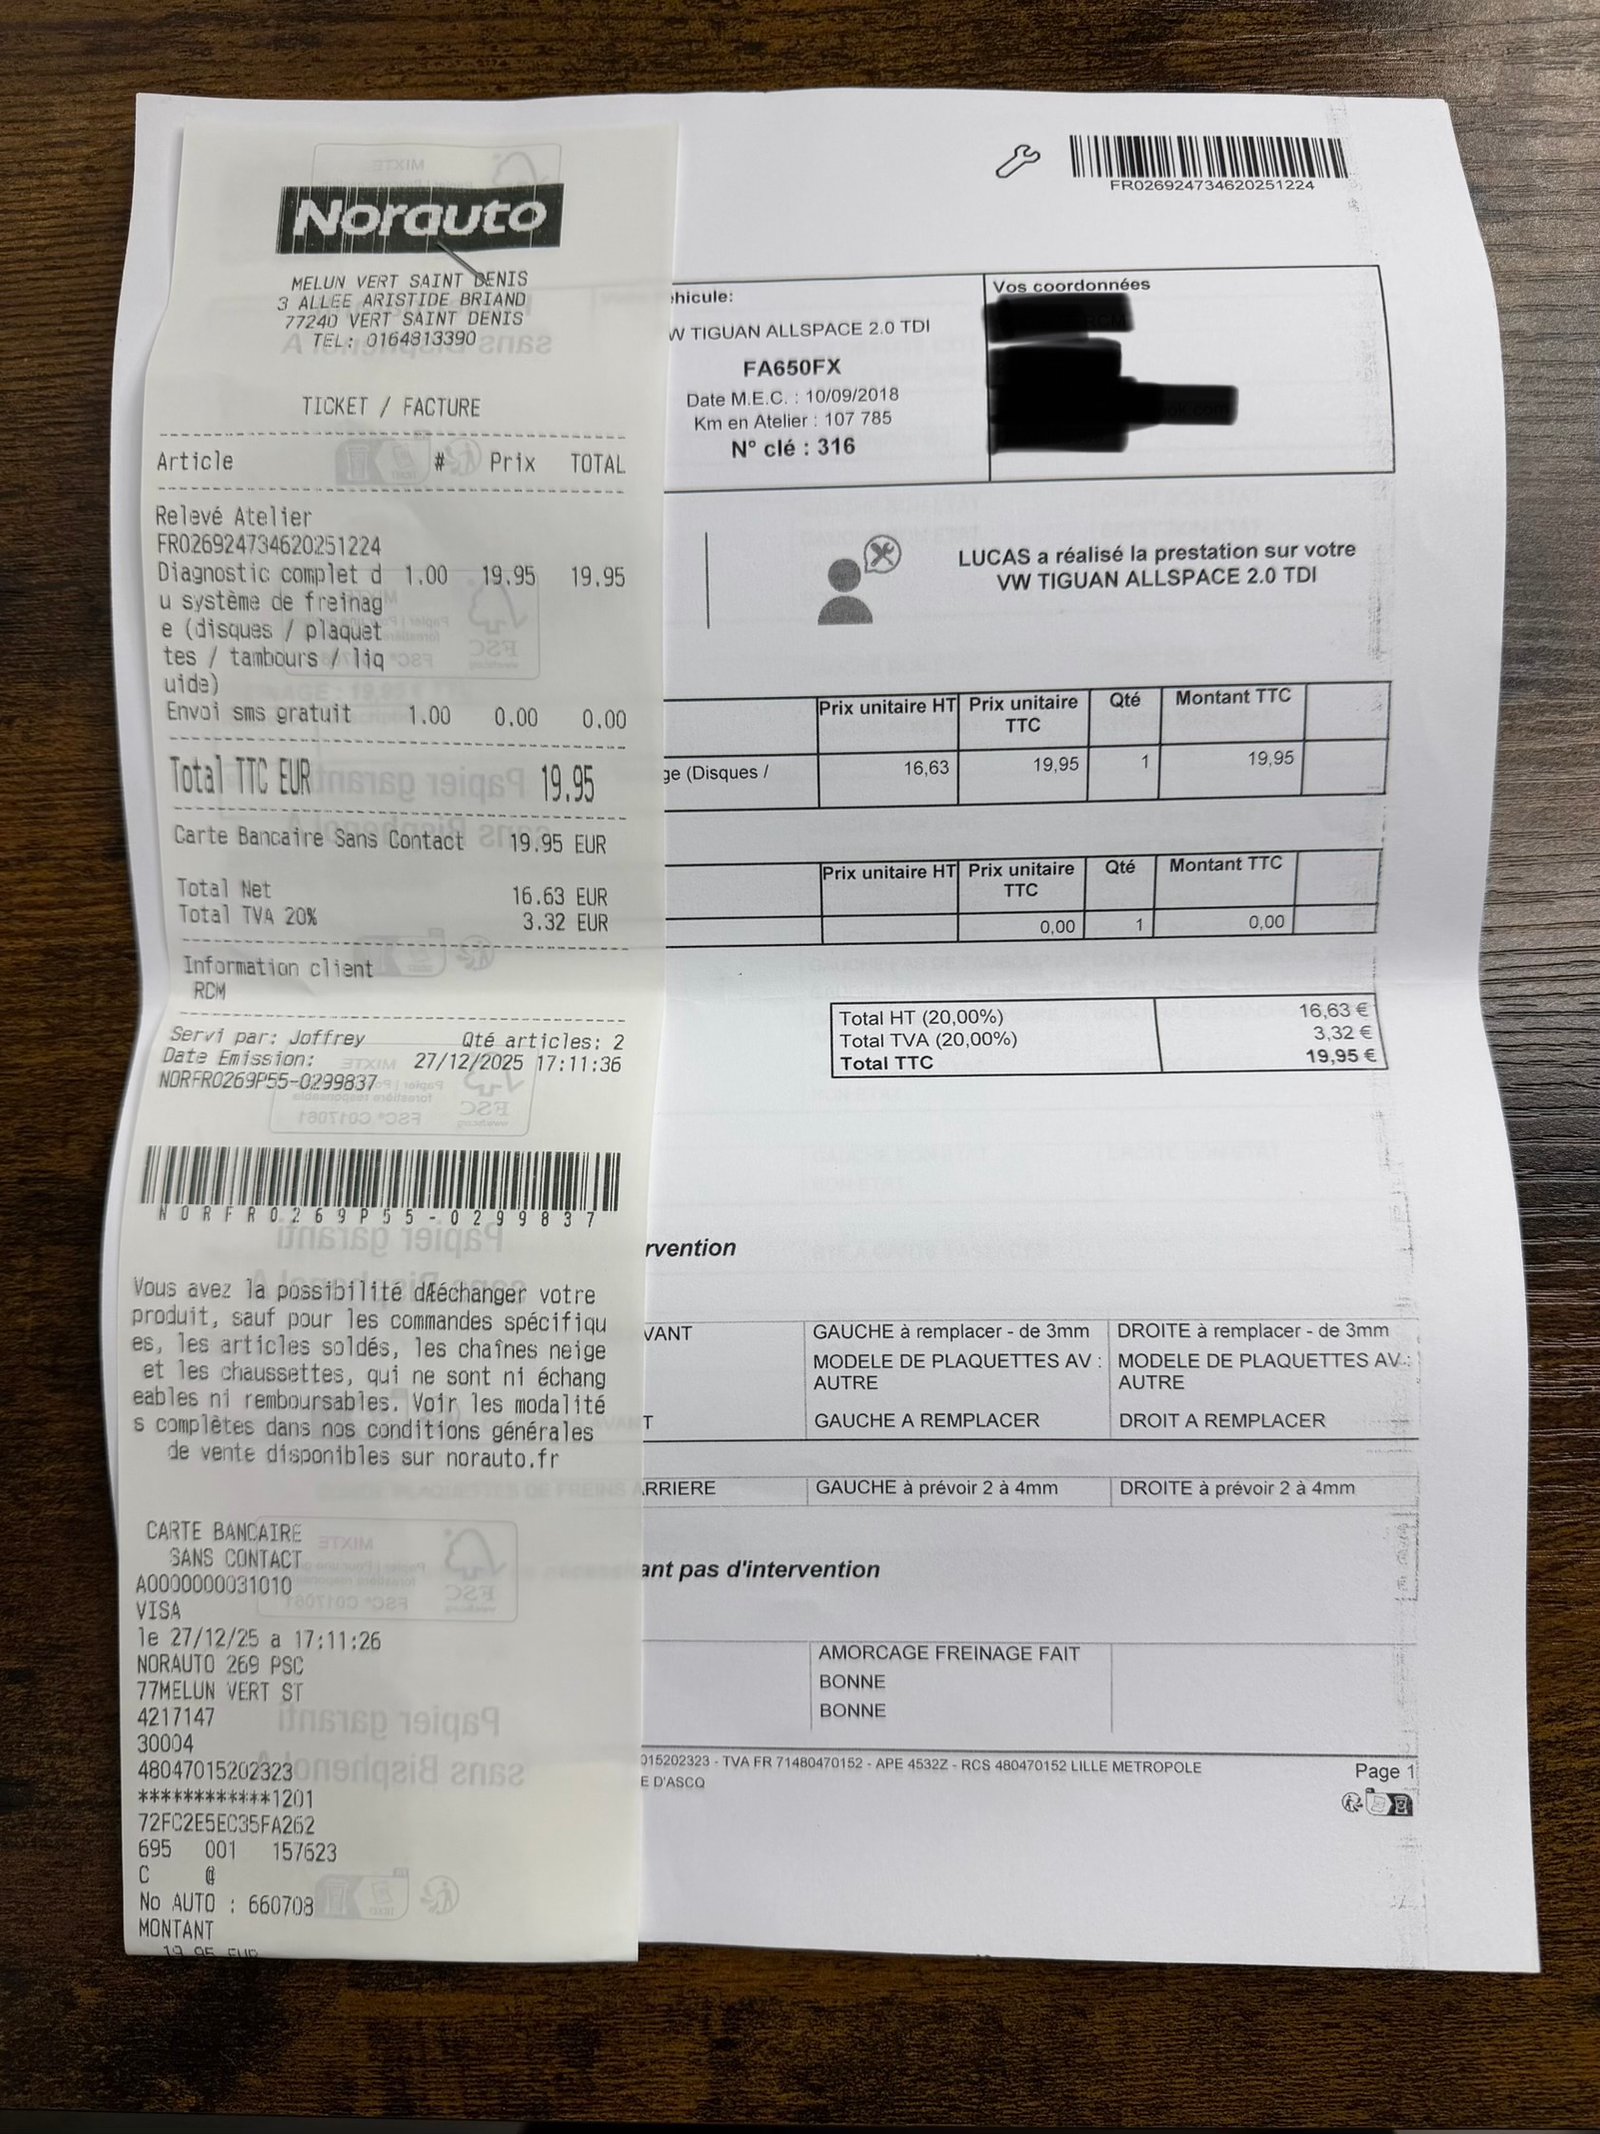 Norauto
MELUN VERT SAINT DENIS
3 ALLEE ARISTIDE BRIAND
77240 VERT SAINT DENIS
TEL: 0164813390
TICKET / FACTURE
Article # Prix TOTAL
Relevé Atelier
FR026924734620251224
Diagnostic complet d 1.00 19.95 19.95
u système de freinag
e (disques / plaquet
tes / tambours / liq
uide)
Envoi sms gratuit 1.00 0.00 0.00
Total TTC EUR 19.95
Carte Bancaire Sans Contact 19.95 EUR
Total Net 16.63 EUR
Total TVA 20% 3.32 EUR
Information client
RCM
Servi par: Joffrey Qté articles: 2
Date Emission: 27/12/2025 17:11:36
NORFR0269P55-0299837
NORFR0269P55-0299837
Vous avez la possibilité dÆéchanger votre
produit, sauf pour les commandes spécifiqu
es, les articles soldés, les chaînes neige
et les chaussettes, qui ne sont ni échang
eables ni remboursables. Voir les modalité
s complètes dans nos conditions générales
de vente disponibles sur norauto.fr
CARTE BANCAIRE
SANS CONTACT
A0000000031010
VISA
le 27/12/25 a 17:11:26
NORAUTO 269 PSC
77MELUN VERT ST
4217147
30004
48047015202323
************1201
72FC2E5EC35FA262
695 001 157623
C @
No AUTO : 660708
MONTANT
19.95 EUR
FR026924734620251224
hicule:
VW TIGUAN ALLSPACE 2.0 TDI
FA650FX
Date M.E.C. : 10/09/2018
Km en Atelier : 107 785
N° clé : 316
Vos coordonnées
LUCAS a réalisé la prestation sur votre
VW TIGUAN ALLSPACE 2.0 TDI
Prix unitaire HT Prix unitaire TTC Qté Montant TTC
ge (Disques / 16,63 19,95 1 19,95
Prix unitaire HT Prix unitaire TTC Qté Montant TTC
0,00 1 0,00
Total HT (20,00%) 16,63 €
Total TVA (20,00%) 3,32 €
Total TTC 19,95 €
rvention
VANT GAUCHE à remplacer - de 3mm DROITE à remplacer - de 3mm
MODELE DE PLAQUETTES AV : MODELE DE PLAQUETTES AV :
AUTRE AUTRE
T GAUCHE A REMPLACER DROIT A REMPLACER
ARRIERE GAUCHE à prévoir 2 à 4mm DROITE à prévoir 2 à 4mm
ant pas d'intervention
AMORCAGE FREINAGE FAIT
BONNE
BONNE
015202323 - TVA FR 71480470152 - APE 4532Z - RCS 480470152 LILLE METROPOLE
E D'ASCQ
Page 1